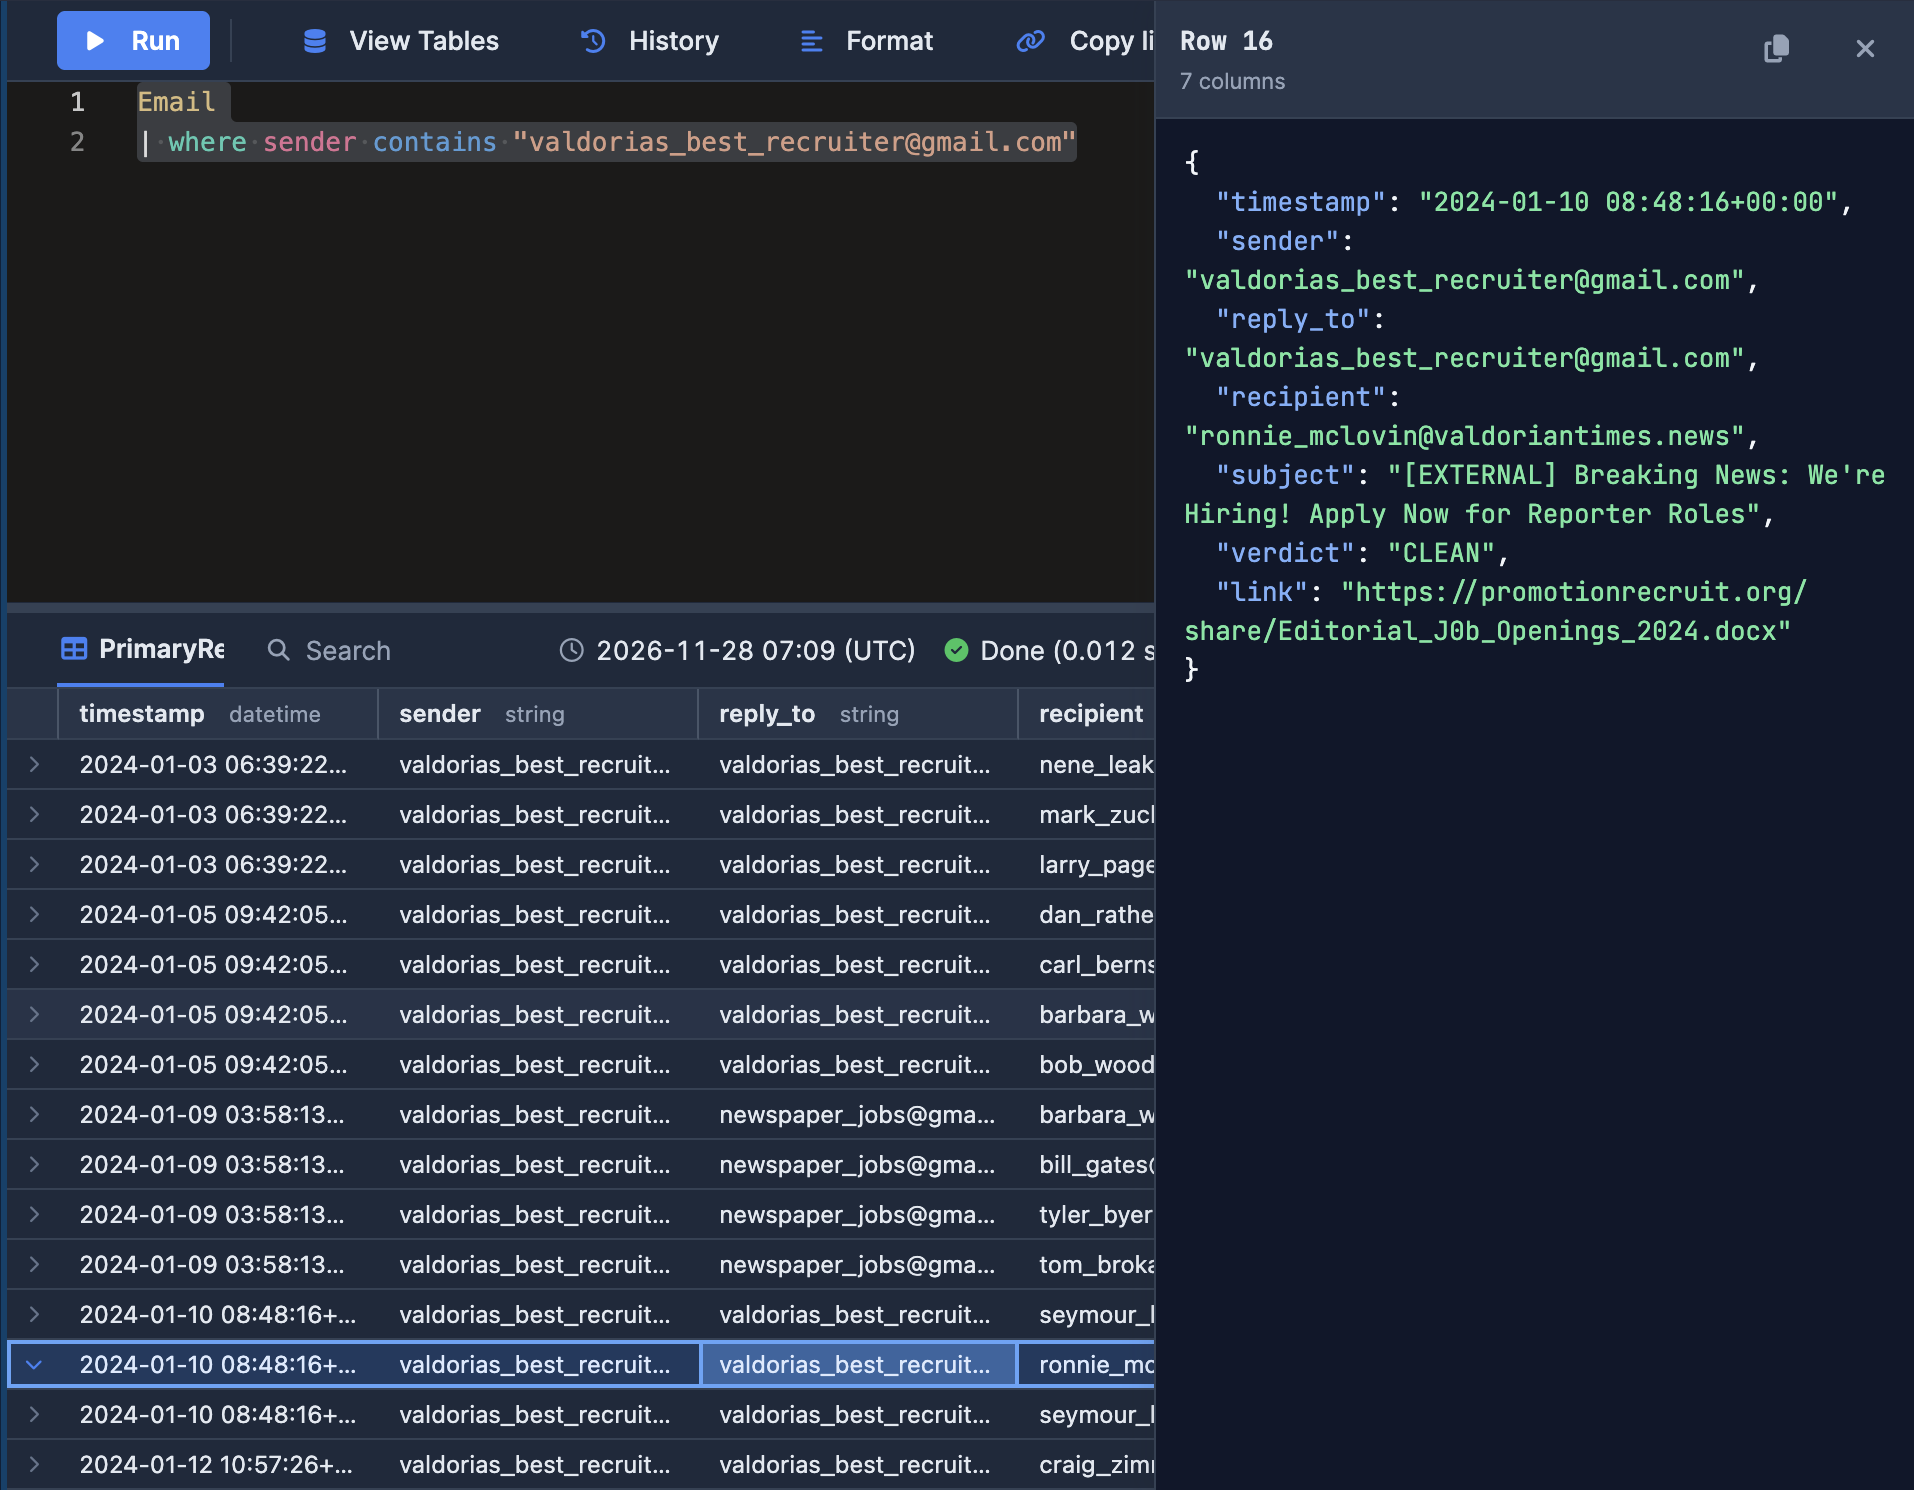 Run
View Tables
History
Format
Copy li
1 Email
2 | where sender contains "valdorias_best_recruiter@gmail.com"
PrimaryRe
Search
2026-11-28 07:09 (UTC)
Done (0.012 s
timestamp datetime sender string reply_to string recipient
2024-01-03 06:39:22... valdorias_best_recruit... valdorias_best_recruit... nene_leak
2024-01-03 06:39:22... valdorias_best_recruit... valdorias_best_recruit... mark_zucl
2024-01-03 06:39:22... valdorias_best_recruit... valdorias_best_recruit... larry_page
2024-01-05 09:42:05... valdorias_best_recruit... valdorias_best_recruit... dan_rathe
2024-01-05 09:42:05... valdorias_best_recruit... valdorias_best_recruit... carl_berns
2024-01-05 09:42:05... valdorias_best_recruit... valdorias_best_recruit... barbara_w
2024-01-05 09:42:05... valdorias_best_recruit... valdorias_best_recruit... bob_wood
2024-01-09 03:58:13... valdorias_best_recruit... newspaper_jobs@gma... barbara_w
2024-01-09 03:58:13... valdorias_best_recruit... newspaper_jobs@gma... bill_gates@
2024-01-09 03:58:13... valdorias_best_recruit... newspaper_jobs@gma... tyler_byer
2024-01-09 03:58:13... valdorias_best_recruit... newspaper_jobs@gma... tom_broka
2024-01-10 08:48:16+... valdorias_best_recruit... valdorias_best_recruit... seymour_
2024-01-10 08:48:16+... valdorias_best_recruit... valdorias_best_recruit... ronnie_mc
2024-01-10 08:48:16+... valdorias_best_recruit... valdorias_best_recruit... seymour_
2024-01-12 10:57:26+... valdorias_best_recruit... valdorias_best_recruit... craig_zim
Row 16
7 columns
{
"timestamp": "2024-01-10 08:48:16+00:00",
"sender":
"valdorias_best_recruiter@gmail.com",
"reply_to":
"valdorias_best_recruiter@gmail.com",
"recipient":
"ronnie_mclovin@valdoriantimes.news",
"subject": "[EXTERNAL] Breaking News: We're
Hiring! Apply Now for Reporter Roles",
"verdict": "CLEAN",
"link": "https://promotionrecruit.org/
share/Editorial_J0b_Openings_2024.docx"
}